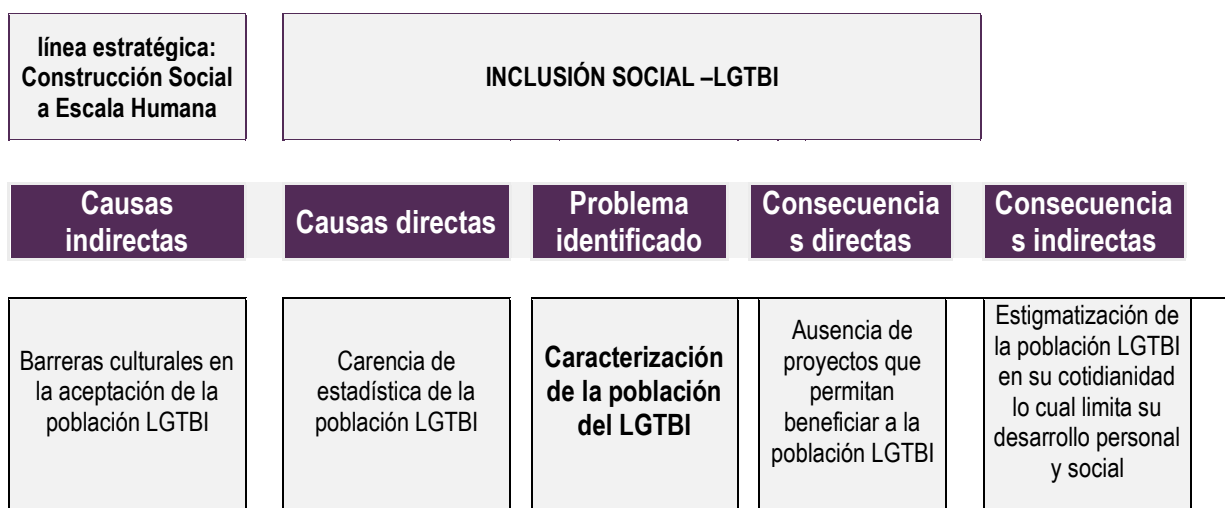 línea estratégica:
Construcción Social
a Escala Humana
INCLUSIÓN SOCIAL –LGTBI
Causas
indirectas
Causas directas
Problema
identificado
Consecuencia
s directas
Consecuencia
s indirectas
Barreras culturales en
la aceptación de la
población LGTBI
Carencia de
estadística de la
población LGTBI
Caracterización
de la población
del LGTBI
Ausencia de
proyectos que
permitan
beneficiar a la
población LGTBI
Estigmatización de
la población LGTBI
en su cotidianidad
lo cual limita su
desarrollo personal
y social